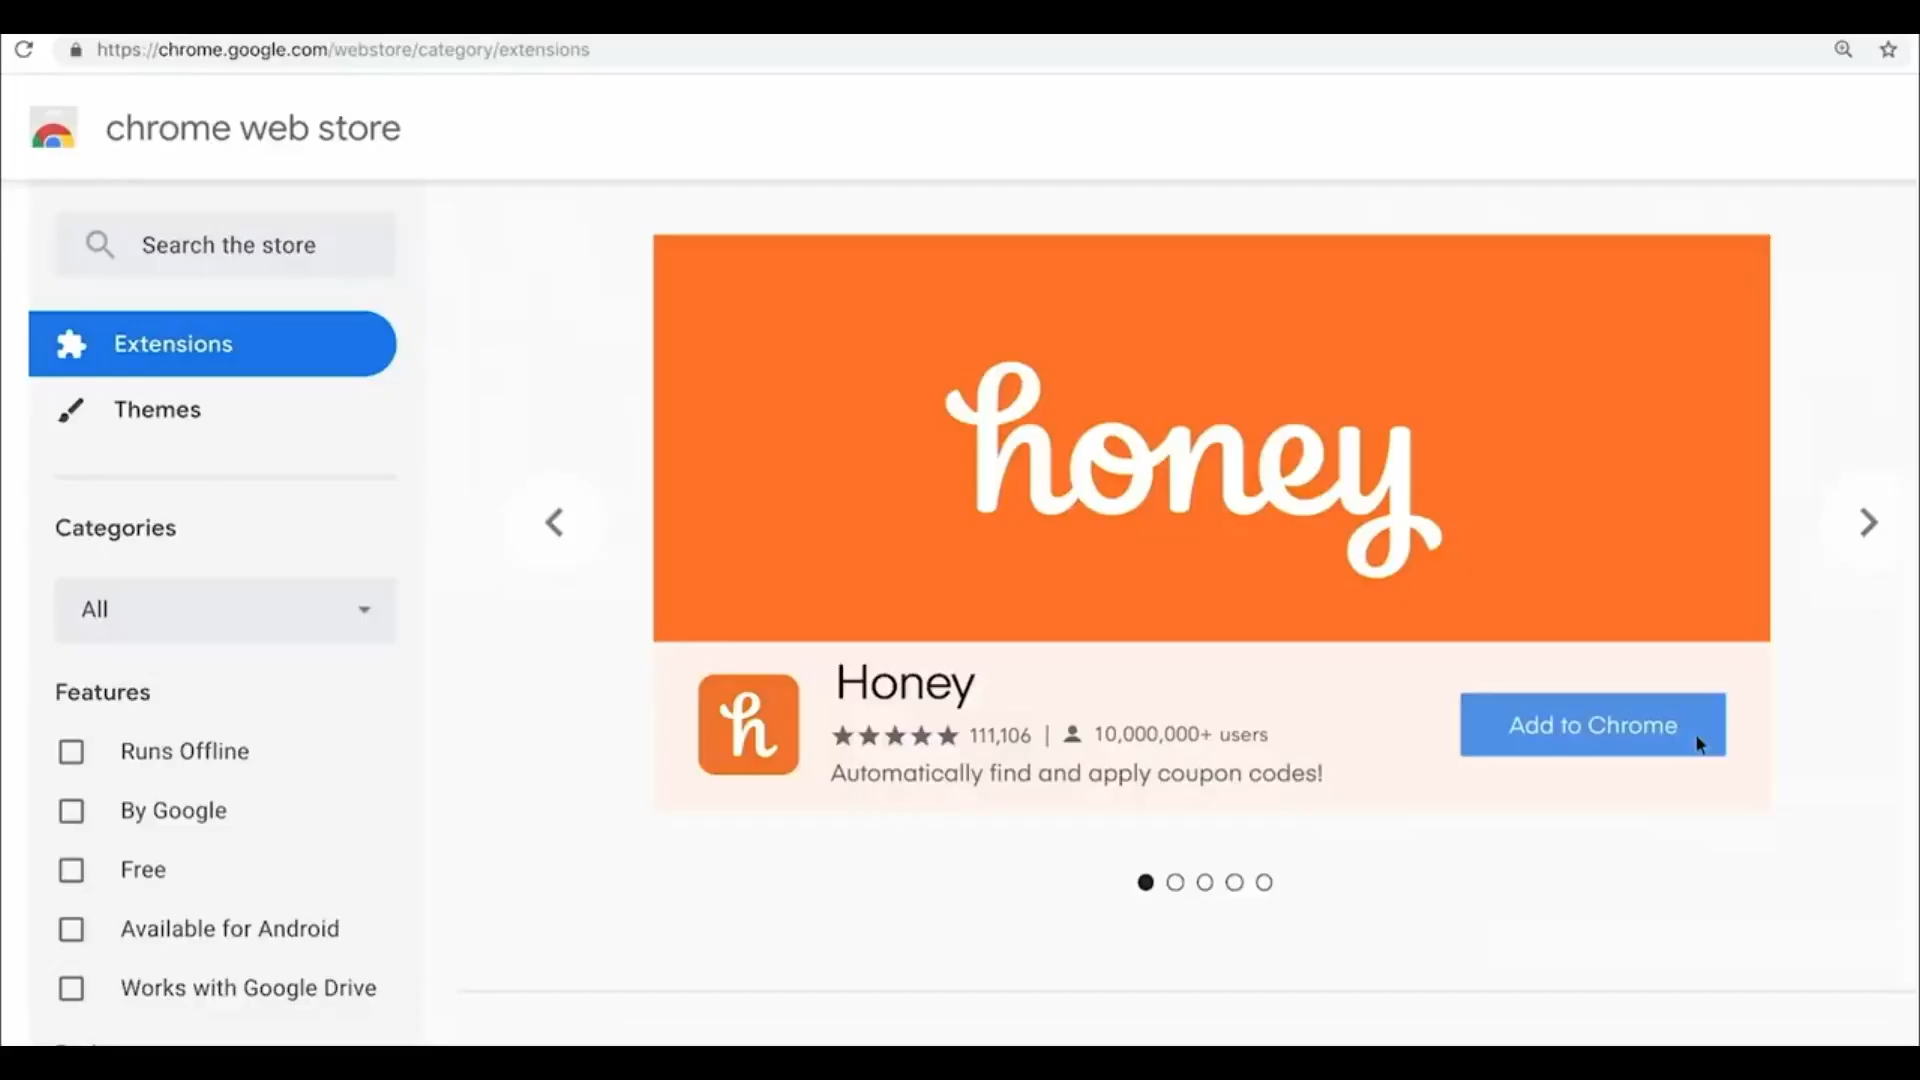 https://chrome.google.com/webstore/category/extensions
chrome web store
Search the store
Extensions
Themes
Categories
All
Features
Runs Offline
By Google
Free
Available for Android
Works with Google Drive
honey
h
Honey
111,106 | 10,000,000+ users
Automatically find and apply coupon codes!
Add to Chrome